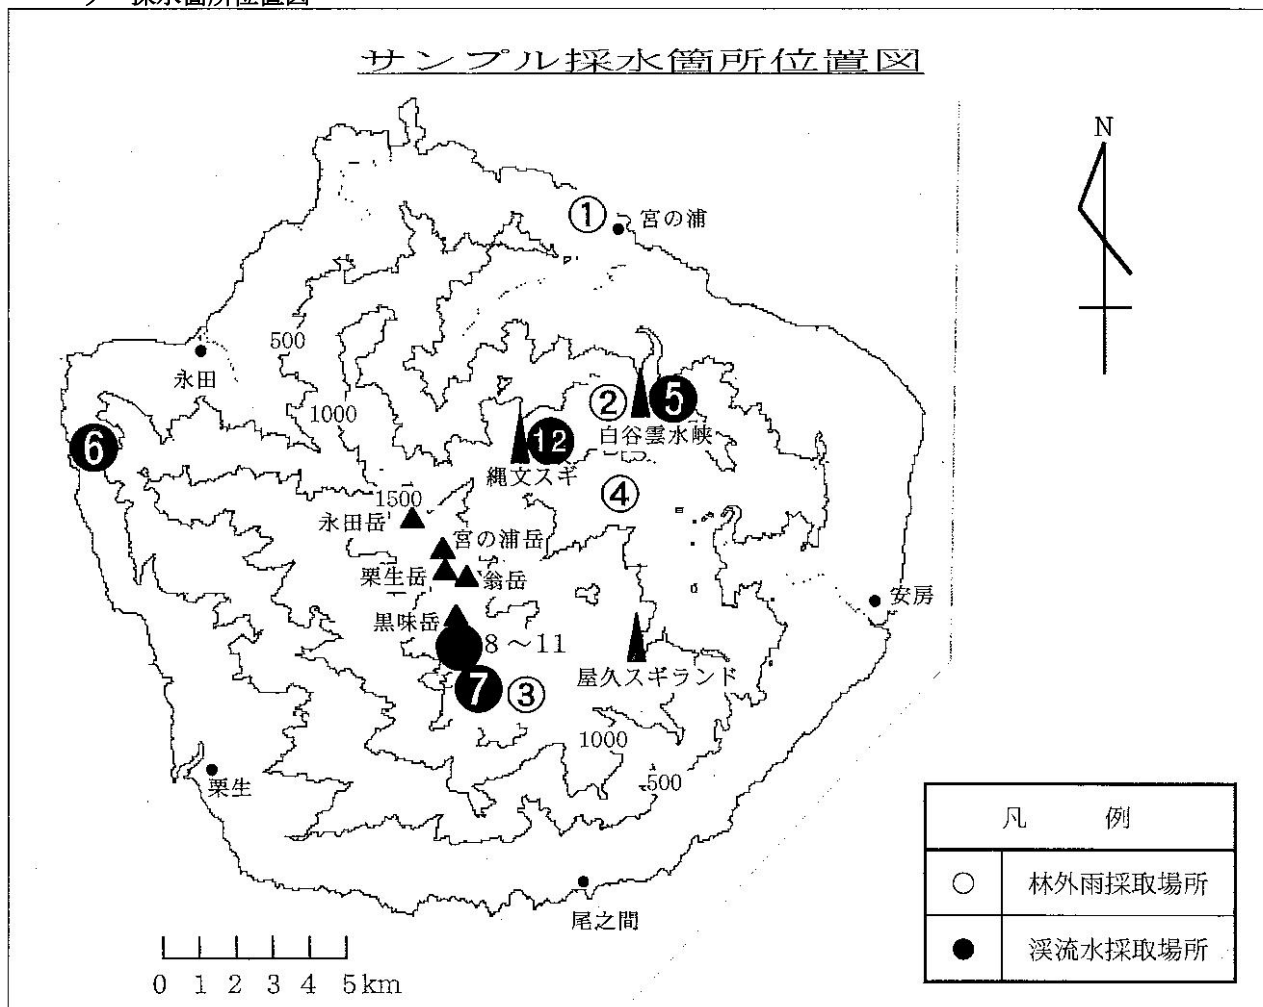 サンプル採水箇所位置図
N
①
宮の浦
500
永田
1000
②
5
白谷雲水峡
6
12
縄文スギ
④
1500
永田岳
宮の浦岳
栗生岳
翁岳
安房
黒味岳
8～11
屋久スギランド
7
③
1000
500
栗生
尾之間
凡 例
○
林外雨採取場所
●
渓流水採取場所
0 1 2 3 4 5km